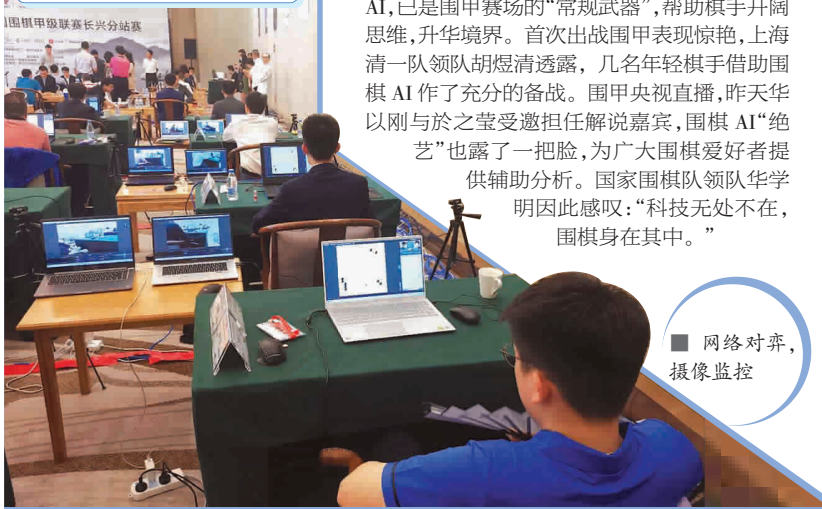 围棋甲级联赛长兴分站赛
AI,已是围甲赛场的“常规武器”,帮助棋手开阔
思维,升华境界。首次出战围甲表现惊艳,上海
清一队领队胡煜清透露,几名年轻棋手借助围
棋 AI 作了充分的备战。围甲央视直播,昨天华
以刚与於之莹受邀担任解说嘉宾,围棋 AI“绝
艺”也露了一把脸,为广大围棋爱好者提
供辅助分析。国家围棋队领队华学
明因此感叹:“科技无处不在,
围棋身在其中。”
■ 网络对弈,
摄像监控